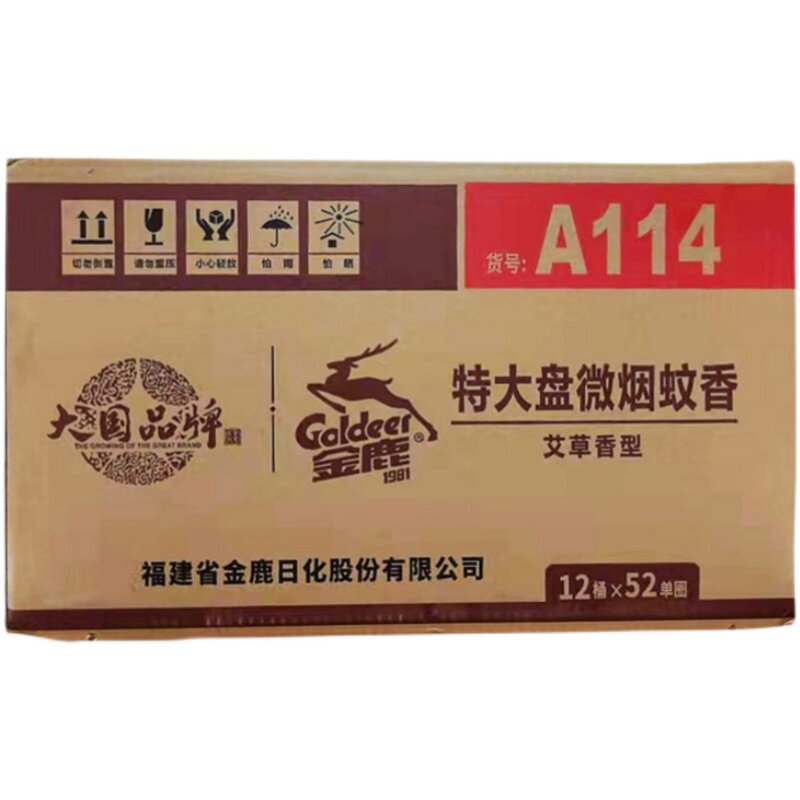 切勿倒置 请勿重压 小心轻放 怕 雨 怕 晒
货号: A114
大国品牌
THE GROWING OF THE GREAT BRAND
Goldeer®
金鹿
1981
特大盘微烟蚊香
艾草香型
福建省金鹿日化股份有限公司
12桶×52单圈